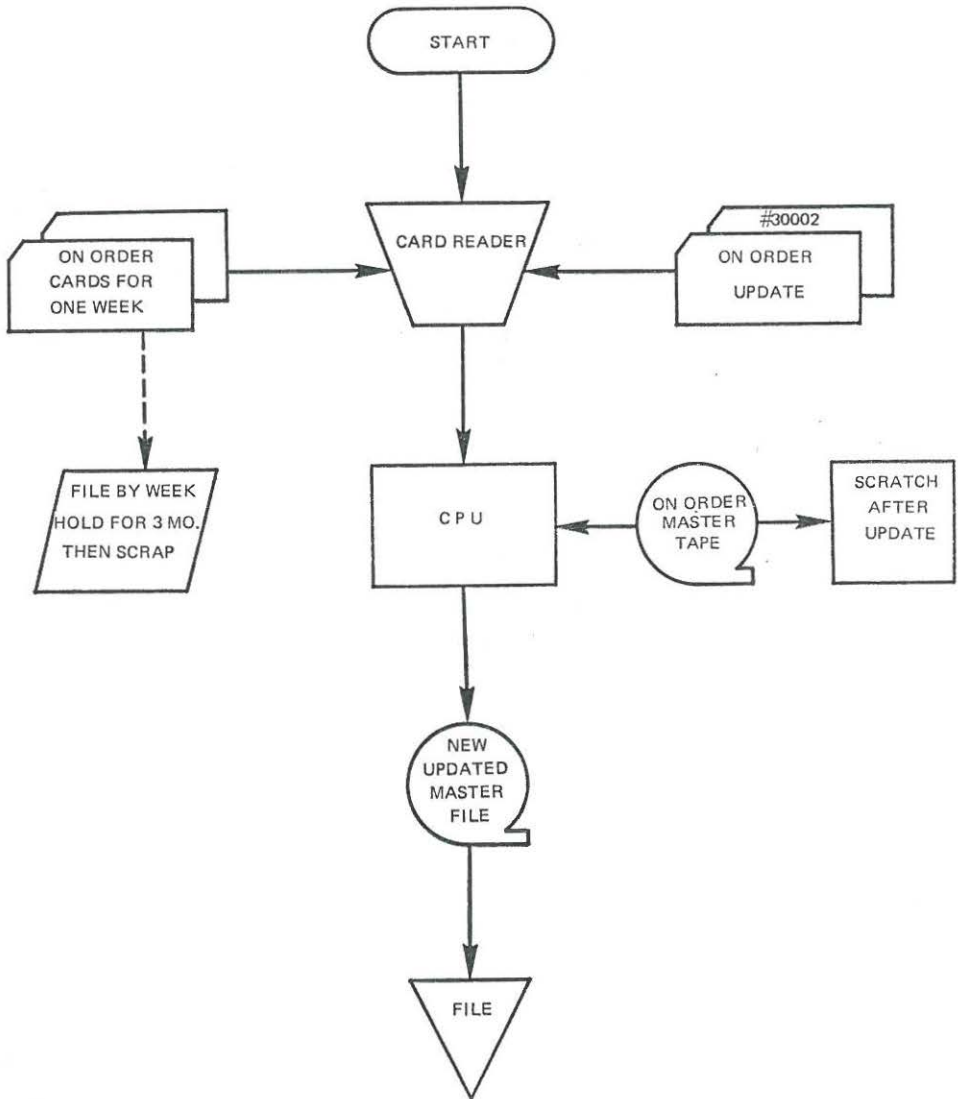 START
CARD READER
ON ORDER
CARDS FOR
ONE WEEK
#30002
ON ORDER
UPDATE
FILE BY WEEK
HOLD FOR 3 MO.
THEN SCRAP
CPU
ON ORDER
MASTER
TAPE
SCRATCH
AFTER
UPDATE
NEW
UPDATED
MASTER
FILE
FILE